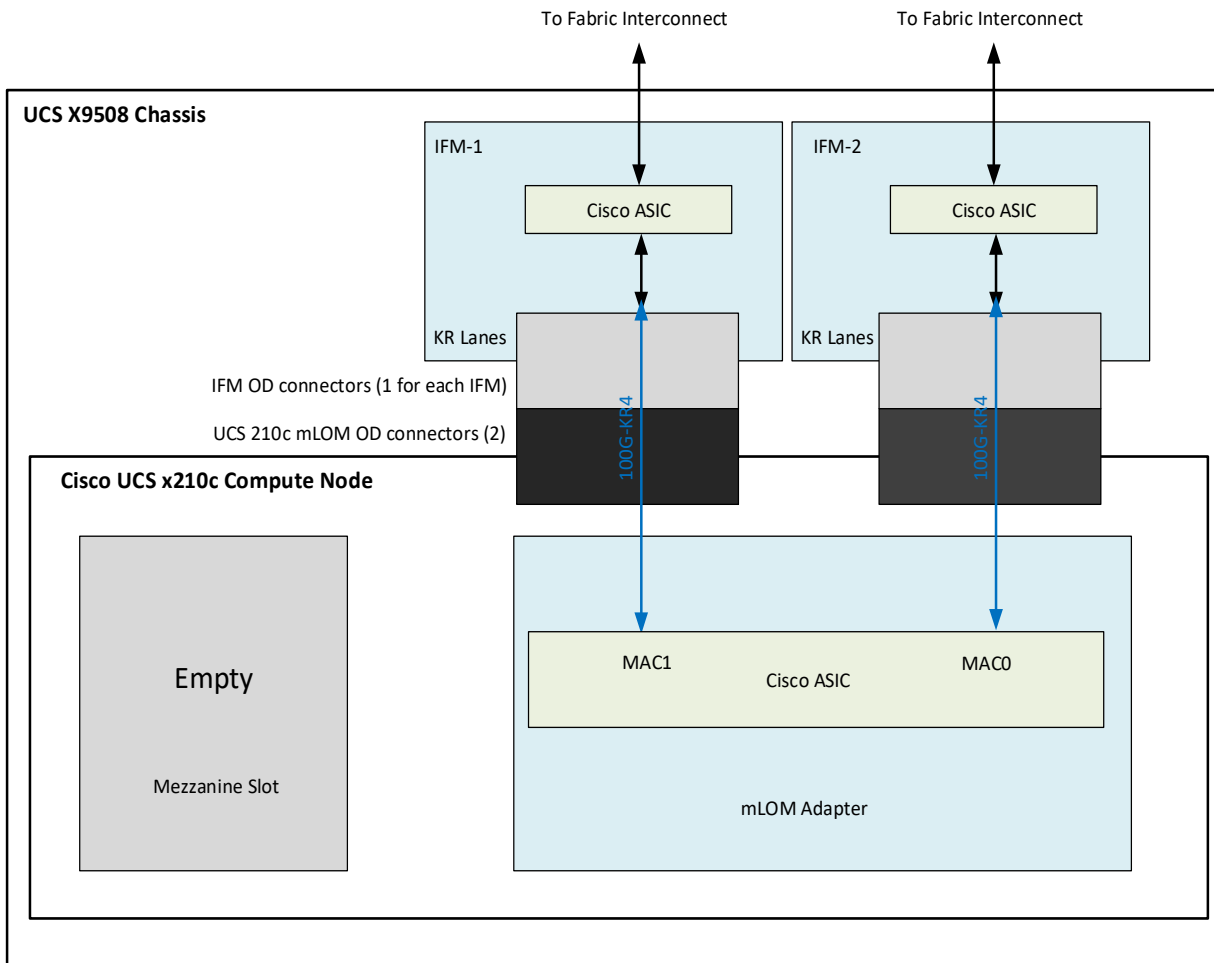 To Fabric Interconnect
To Fabric Interconnect
UCS X9508 Chassis
IFM-1
IFM-2
Cisco ASIC
Cisco ASIC
KR Lanes
KR Lanes
IFM OD connectors (1 for each IFM)
UCS 210c mLOM OD connectors (2)
100G-KR4
100G-KR4
Cisco UCS x210c Compute Node
Empty
Mezzanine Slot
MAC1
MAC0
Cisco ASIC
mLOM Adapter